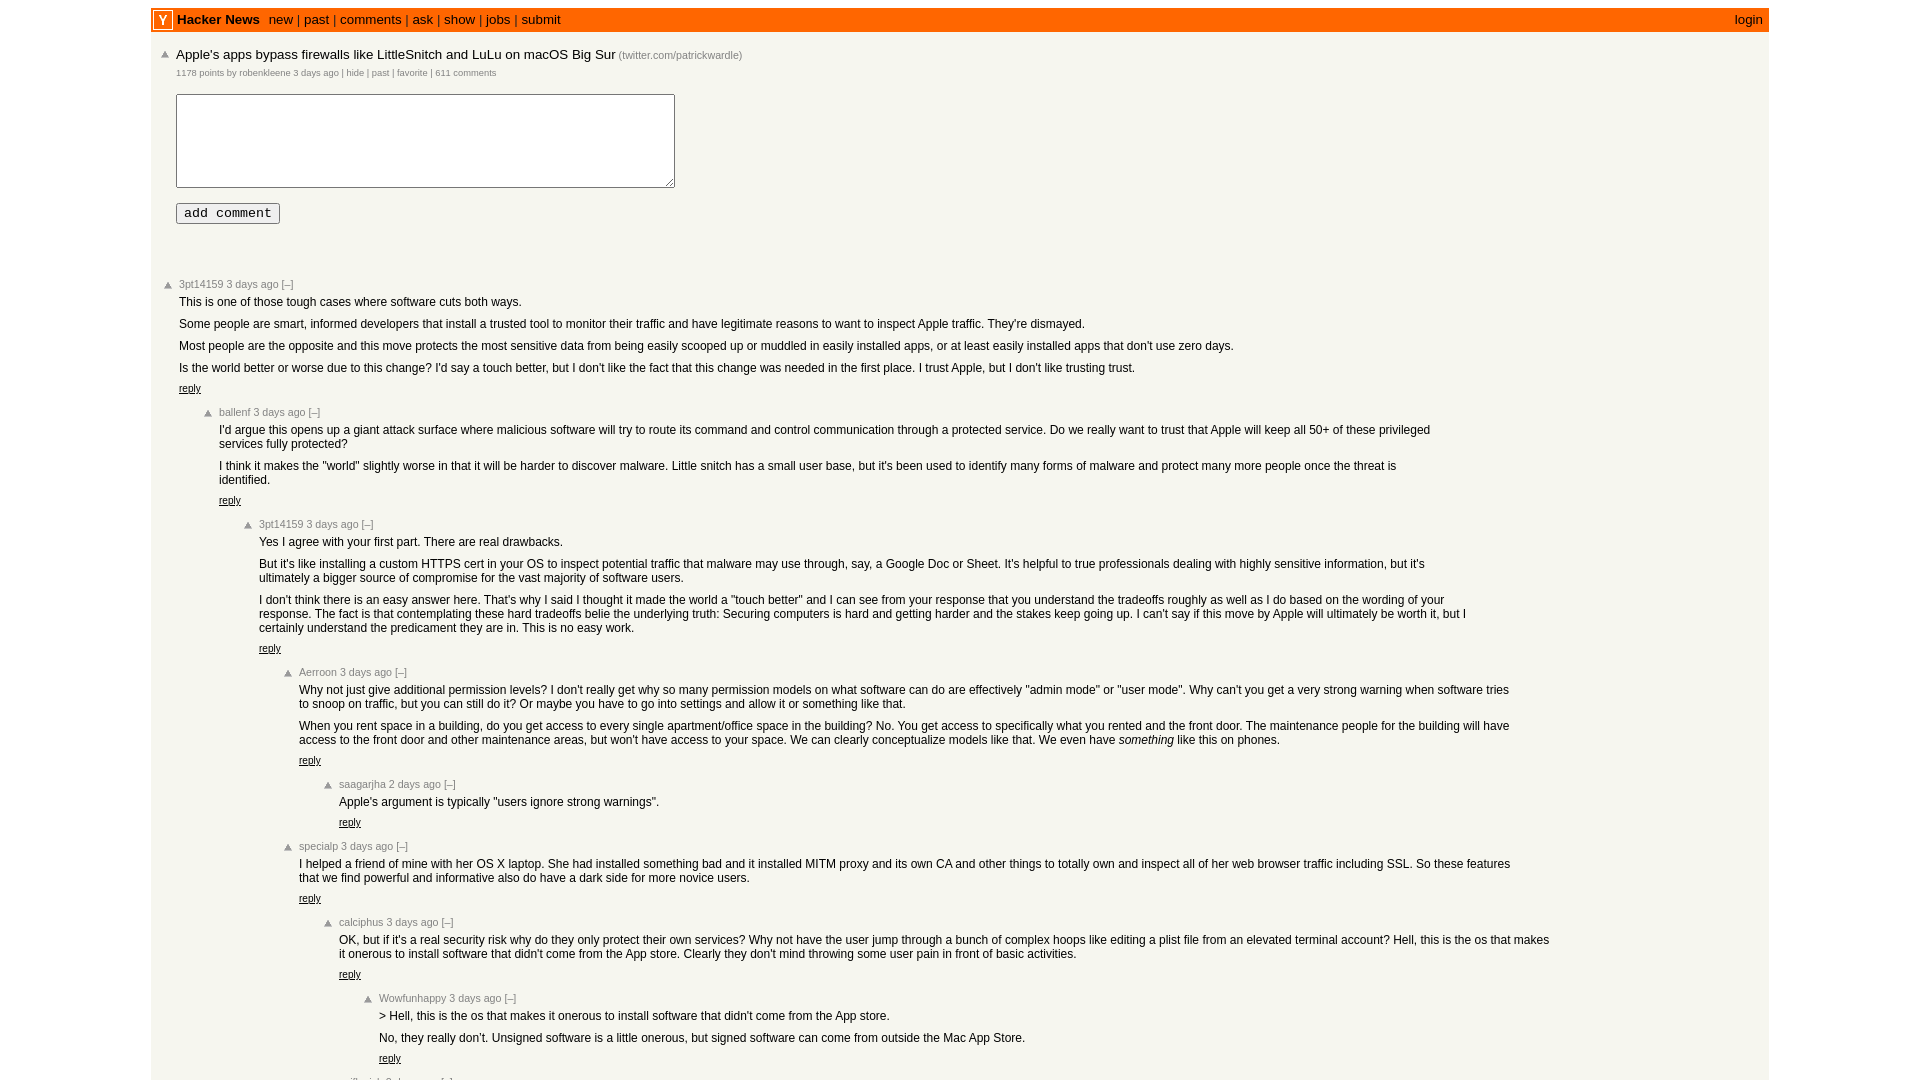 Y Hacker News new | past | comments | ask | show | jobs | submit login
Apple's apps bypass firewalls like LittleSnitch and LuLu on macOS Big Sur (twitter.com/patrickwardle)
1178 points by robenkleene 3 days ago | hide | past | favorite | 611 comments
add comment
3pt14159 3 days ago [–]
This is one of those tough cases where software cuts both ways.
Some people are smart, informed developers that install a trusted tool to monitor their traffic and have legitimate reasons to want to inspect Apple traffic. They're dismayed.
Most people are the opposite and this move protects the most sensitive data from being easily scooped up or muddled in easily installed apps, or at least easily installed apps that don't use zero days.
Is the world better or worse due to this change? I'd say a touch better, but I don't like the fact that this change was needed in the first place. I trust Apple, but I don't like trusting trust.
reply
ballenf 3 days ago [–]
I'd argue this opens up a giant attack surface where malicious software will try to route its command and control communication through a protected service. Do we really want to trust that Apple will keep all 50+ of these privileged
services fully protected?
I think it makes the "world" slightly worse in that it will be harder to discover malware. Little snitch has a small user base, but it's been used to identify many forms of malware and protect many more people once the threat is
identified.
reply
3pt14159 3 days ago [–]
Yes I agree with your first part. There are real drawbacks.
But it's like installing a custom HTTPS cert in your OS to inspect potential traffic that malware may use through, say, a Google Doc or Sheet. It's helpful to true professionals dealing with highly sensitive information, but it's
ultimately a bigger source of compromise for the vast majority of software users.
I don't think there is an easy answer here. That's why I said I thought it made the world a "touch better" and I can see from your response that you understand the tradeoffs roughly as well as I do based on the wording of your
response. The fact is that contemplating these hard tradeoffs belie the underlying truth: Securing computers is hard and getting harder and the stakes keep going up. I can't say if this move by Apple will ultimately be worth it, but I
certainly understand the predicament they are in. This is no easy work.
reply
Aerroon 3 days ago [–]
Why not just give additional permission levels? I don't really get why so many permission models on what software can do are effectively "admin mode" or "user mode". Why can't you get a very strong warning when software tries
to snoop on traffic, but you can still do it? Or maybe you have to go into settings and allow it or something like that.
When you rent space in a building, do you get access to every single apartment/office space in the building? No. You get access to specifically what you rented and the front door. The maintenance people for the building will have
access to the front door and other maintenance areas, but won't have access to your space. We can clearly conceptualize models like that. We even have something like this on phones.
reply
saagarjha 2 days ago [–]
Apple's argument is typically "users ignore strong warnings".
reply
specialp 3 days ago [–]
I helped a friend of mine with her OS X laptop. She had installed something bad and it installed MITM proxy and its own CA and other things to totally own and inspect all of her web browser traffic including SSL. So these features
that we find powerful and informative also do have a dark side for more novice users.
reply
calciphus 3 days ago [–]
OK, but if it's a real security risk why do they only protect their own services? Why not have the user jump through a bunch of complex hoops like editing a plist file from an elevated terminal account? Hell, this is the os that makes
it onerous to install software that didn't come from the App store. Clearly they don't mind throwing some user pain in front of basic activities.
reply
Wowfunhappy 3 days ago [–]
> Hell, this is the os that makes it onerous to install software that didn't come from the App store.
No, they really don't. Unsigned software is a little onerous, but signed software can come from outside the Mac App Store.
reply